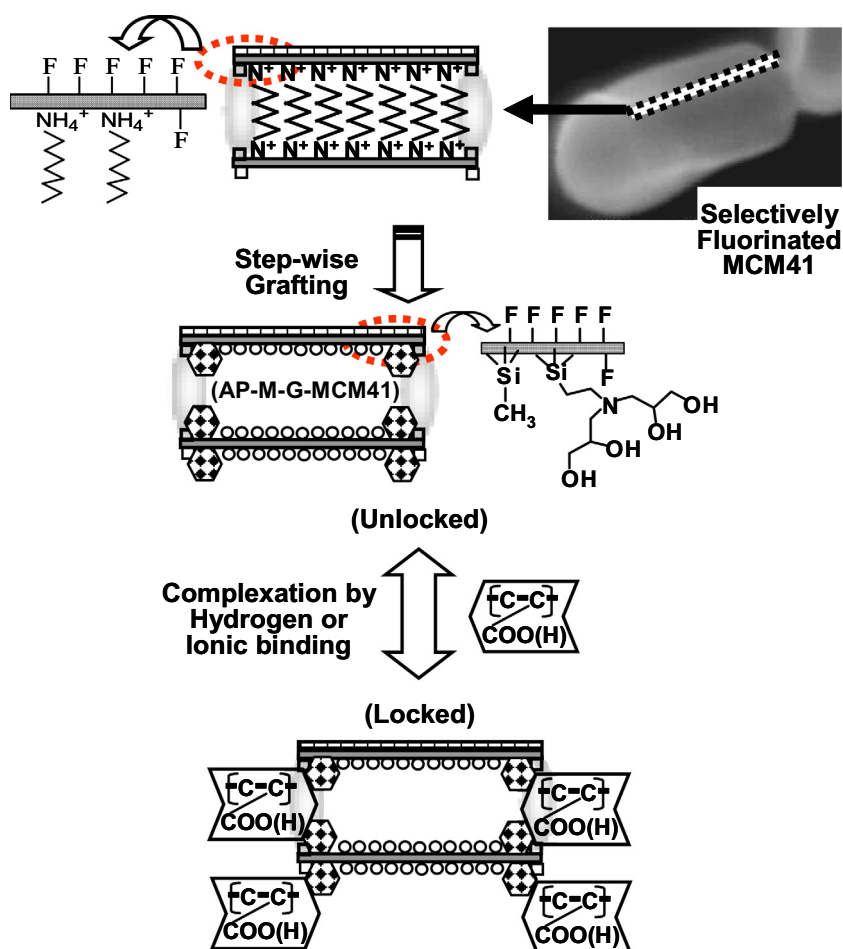 F F F F F
NH4+ NH4+
F
N+ N+ N+ N+ N+ N+ N+
N+ N+ N+ N+ N+ N+ N+
Selectively
Fluorinated
MCM41
Step-wise
Grafting
(AP-M-G-MCM41)
F F F F F
Si Si F
CH3
N
OH
OH
OH
OH
(Unlocked)
Complexation by
Hydrogen or
Ionic binding
C-C
COO(H)
(Locked)
C-C
COO(H)
C-C
COO(H)
C-C
COO(H)
C-C
COO(H)